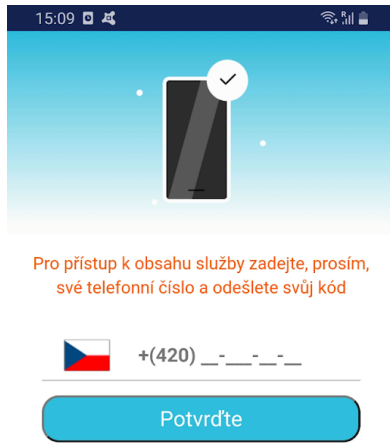 15:09
Pro přístup k obsahu služby zadejte, prosím,
své telefonní číslo a odešlete svůj kód
+(420) __-___-__-__
Potvrďte